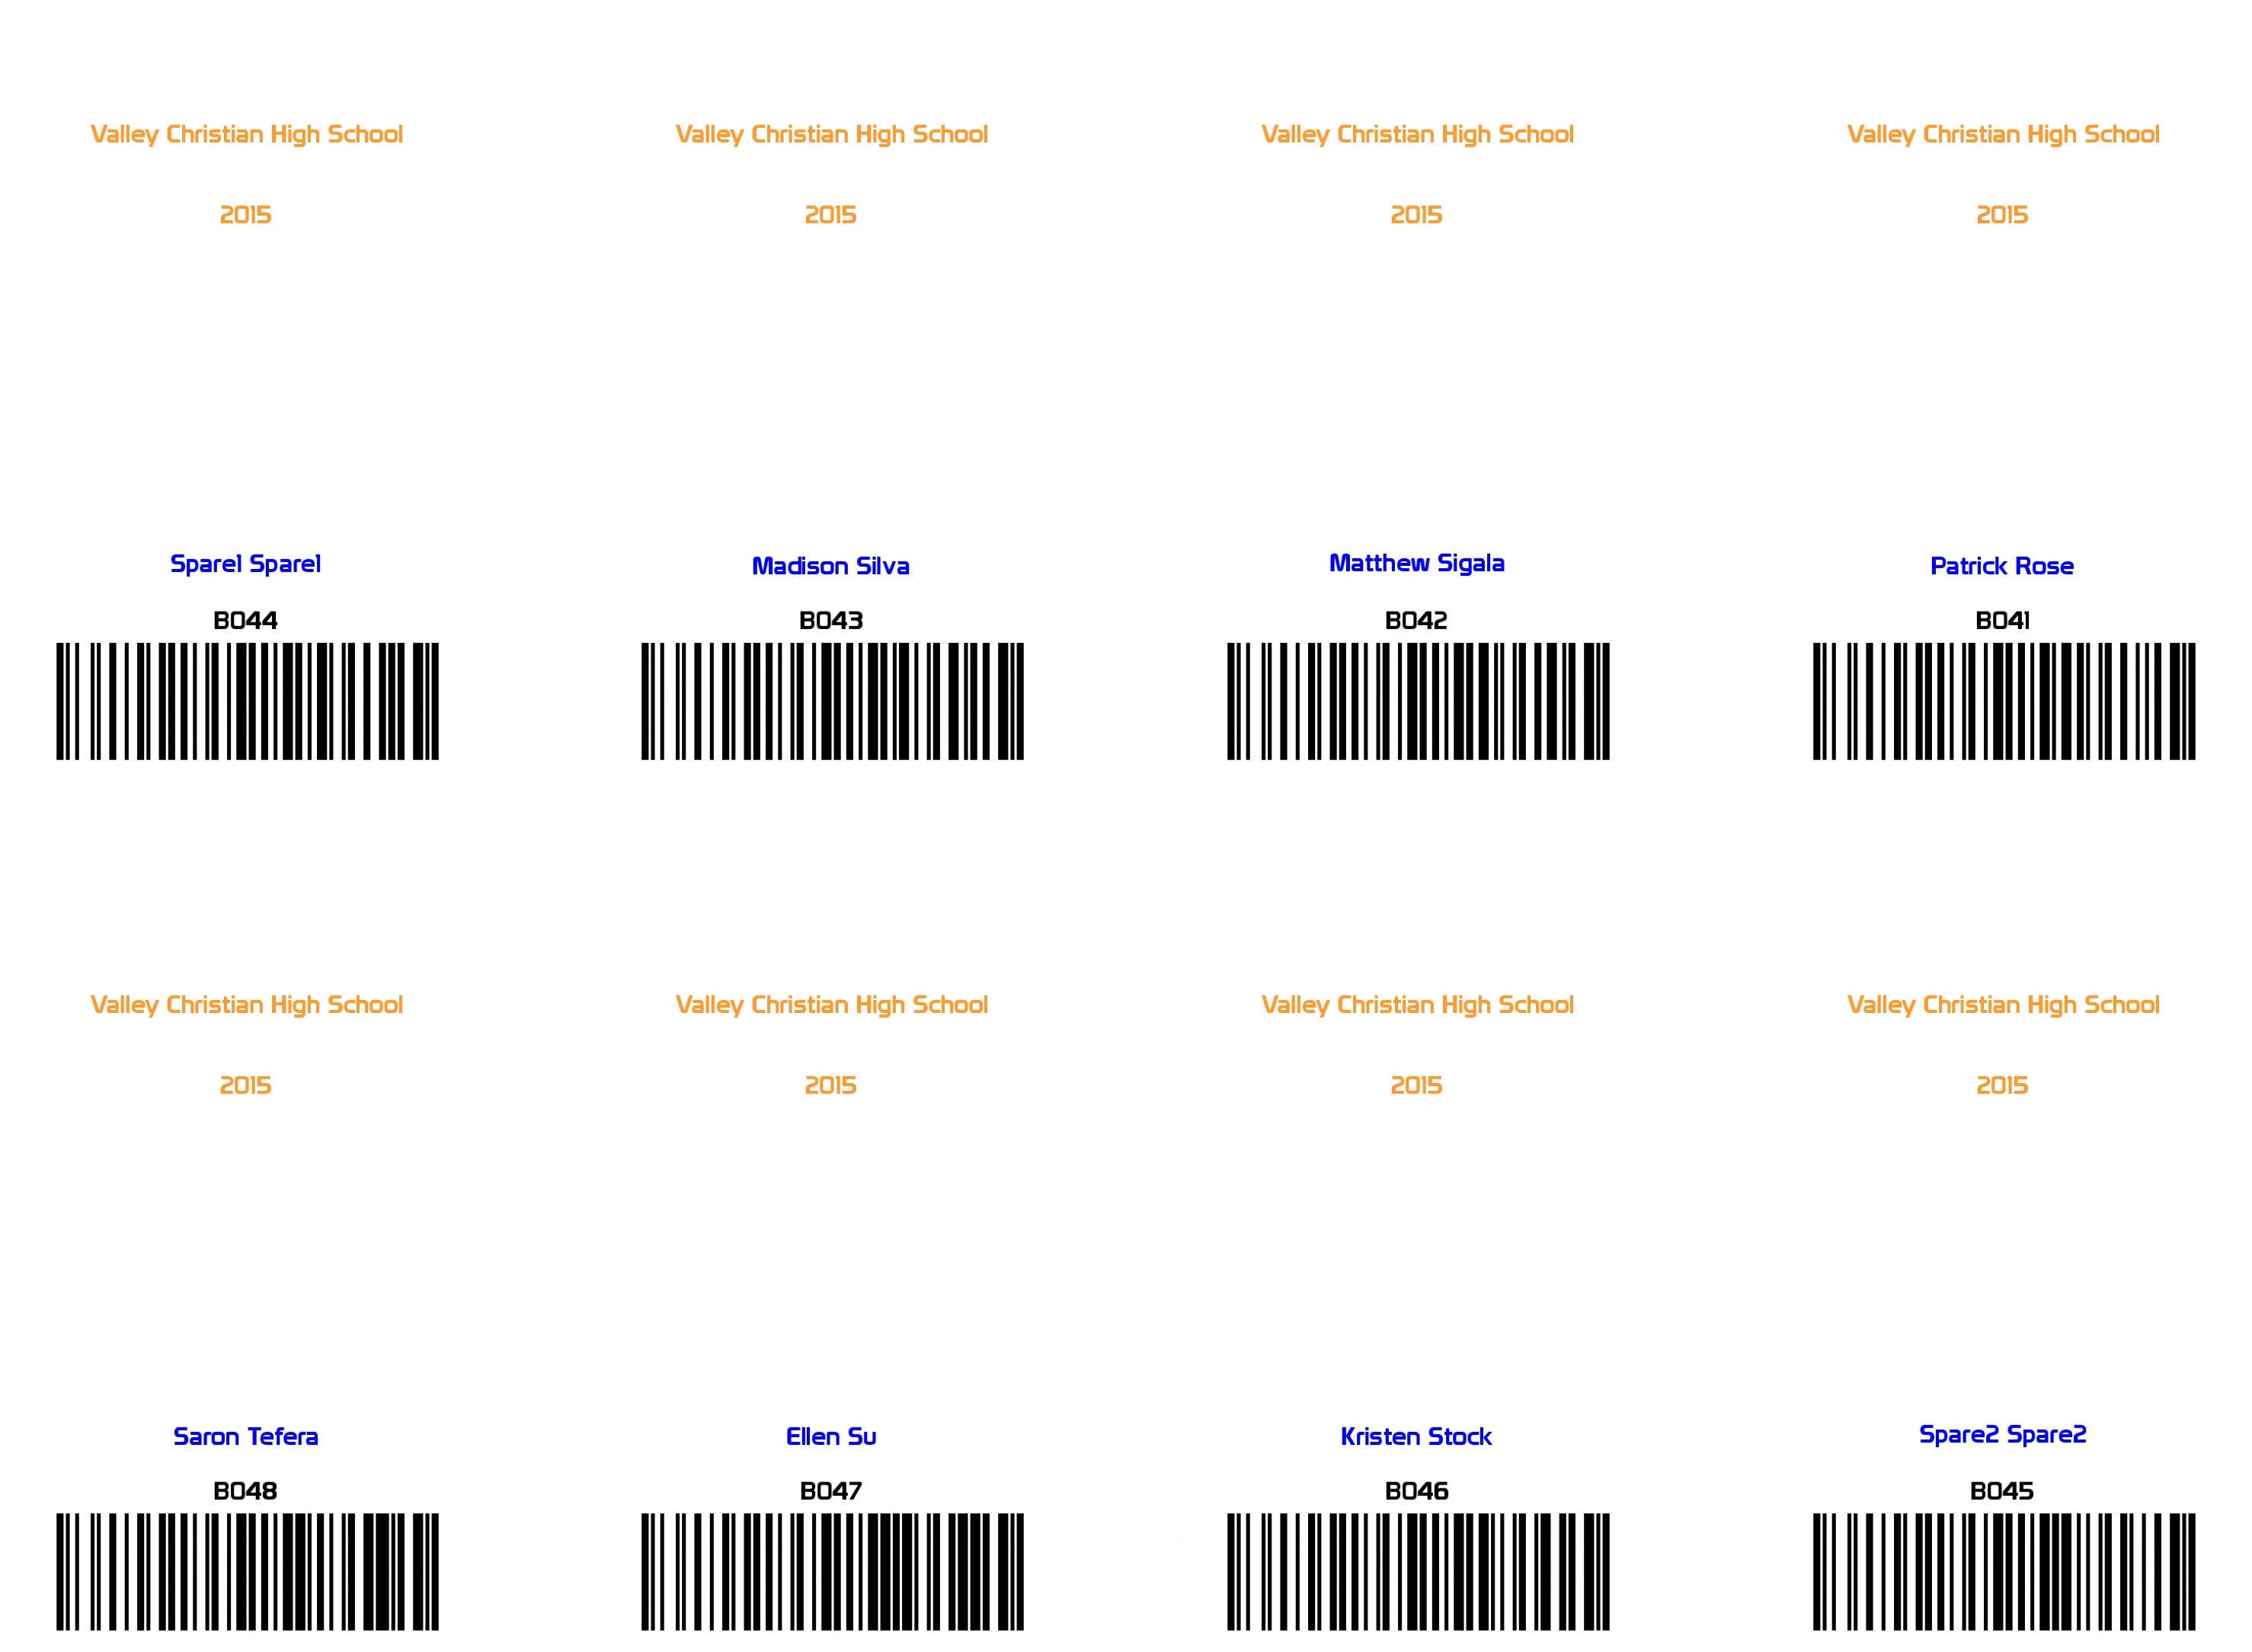 Valley Christian High School
2015
Spare1 Spare1
B044
Valley Christian High School
2015
Madison Silva
B043
Valley Christian High School
2015
Matthew Sigala
B042
Valley Christian High School
2015
Patrick Rose
B041
Valley Christian High School
2015
Saron Tefera
B048
Valley Christian High School
2015
Ellen Su
B047
Valley Christian High School
2015
Kristen Stock
B046
Valley Christian High School
2015
Spare2 Spare2
B045